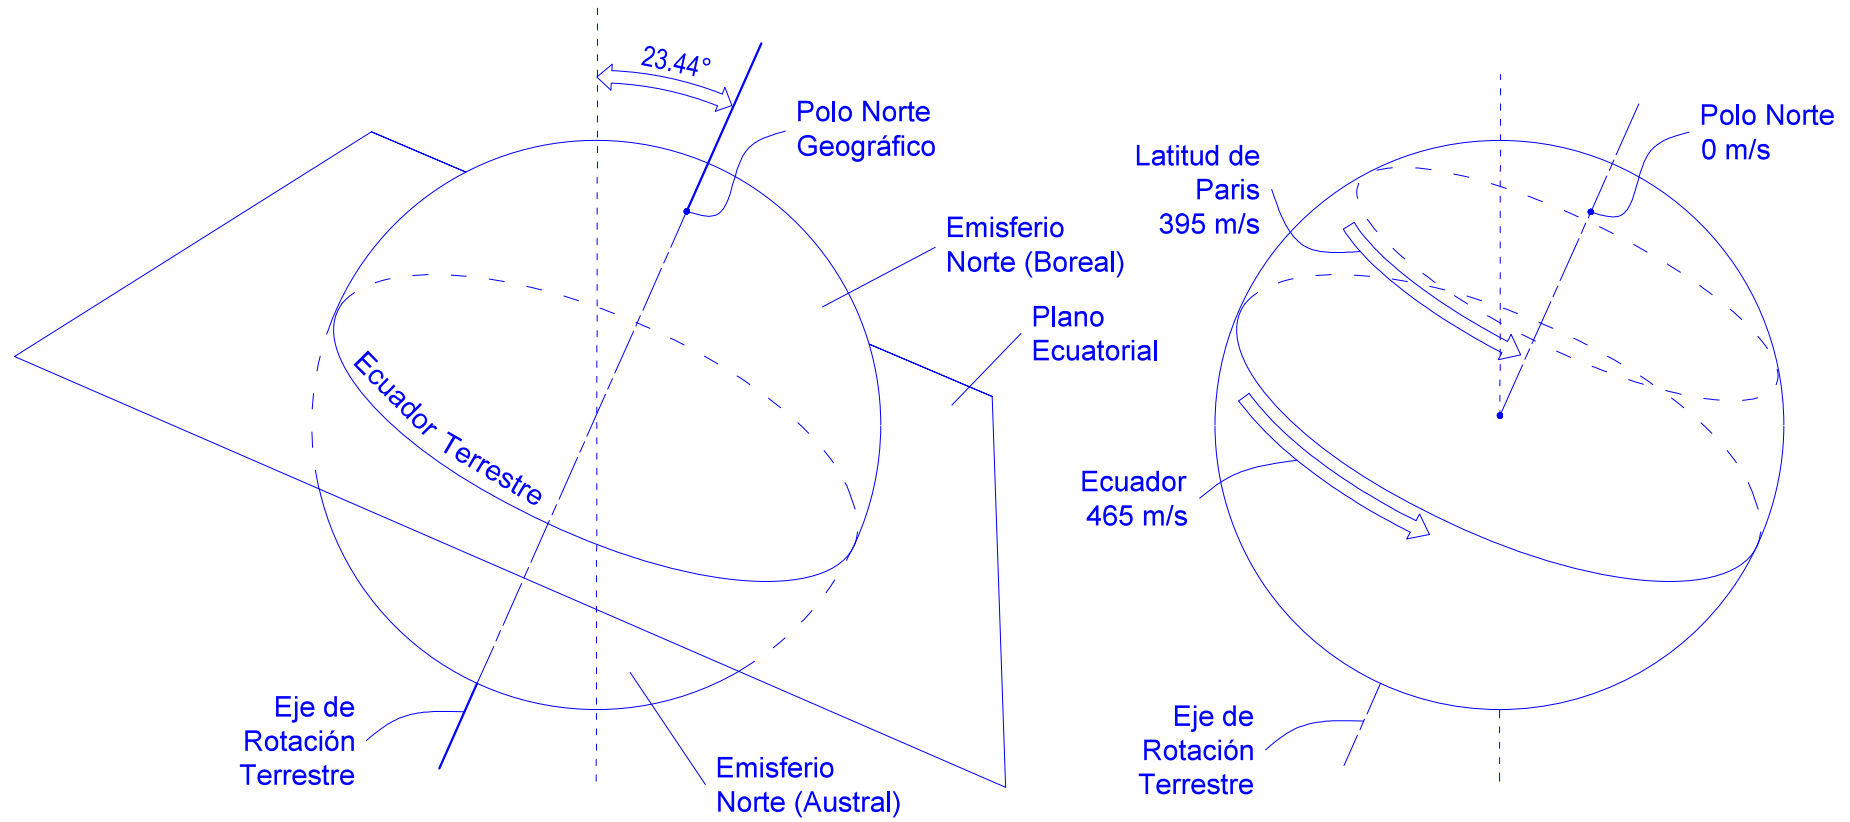 23.44°
Polo Norte
Geográfico
Emisferio
Norte (Boreal)
Plano
Ecuatorial
Ecuador Terrestre
Eje de
Rotación
Terrestre
Emisferio
Norte (Austral)
Polo Norte
0 m/s
Latitud de
Paris
395 m/s
Ecuador
465 m/s
Eje de
Rotación
Terrestre